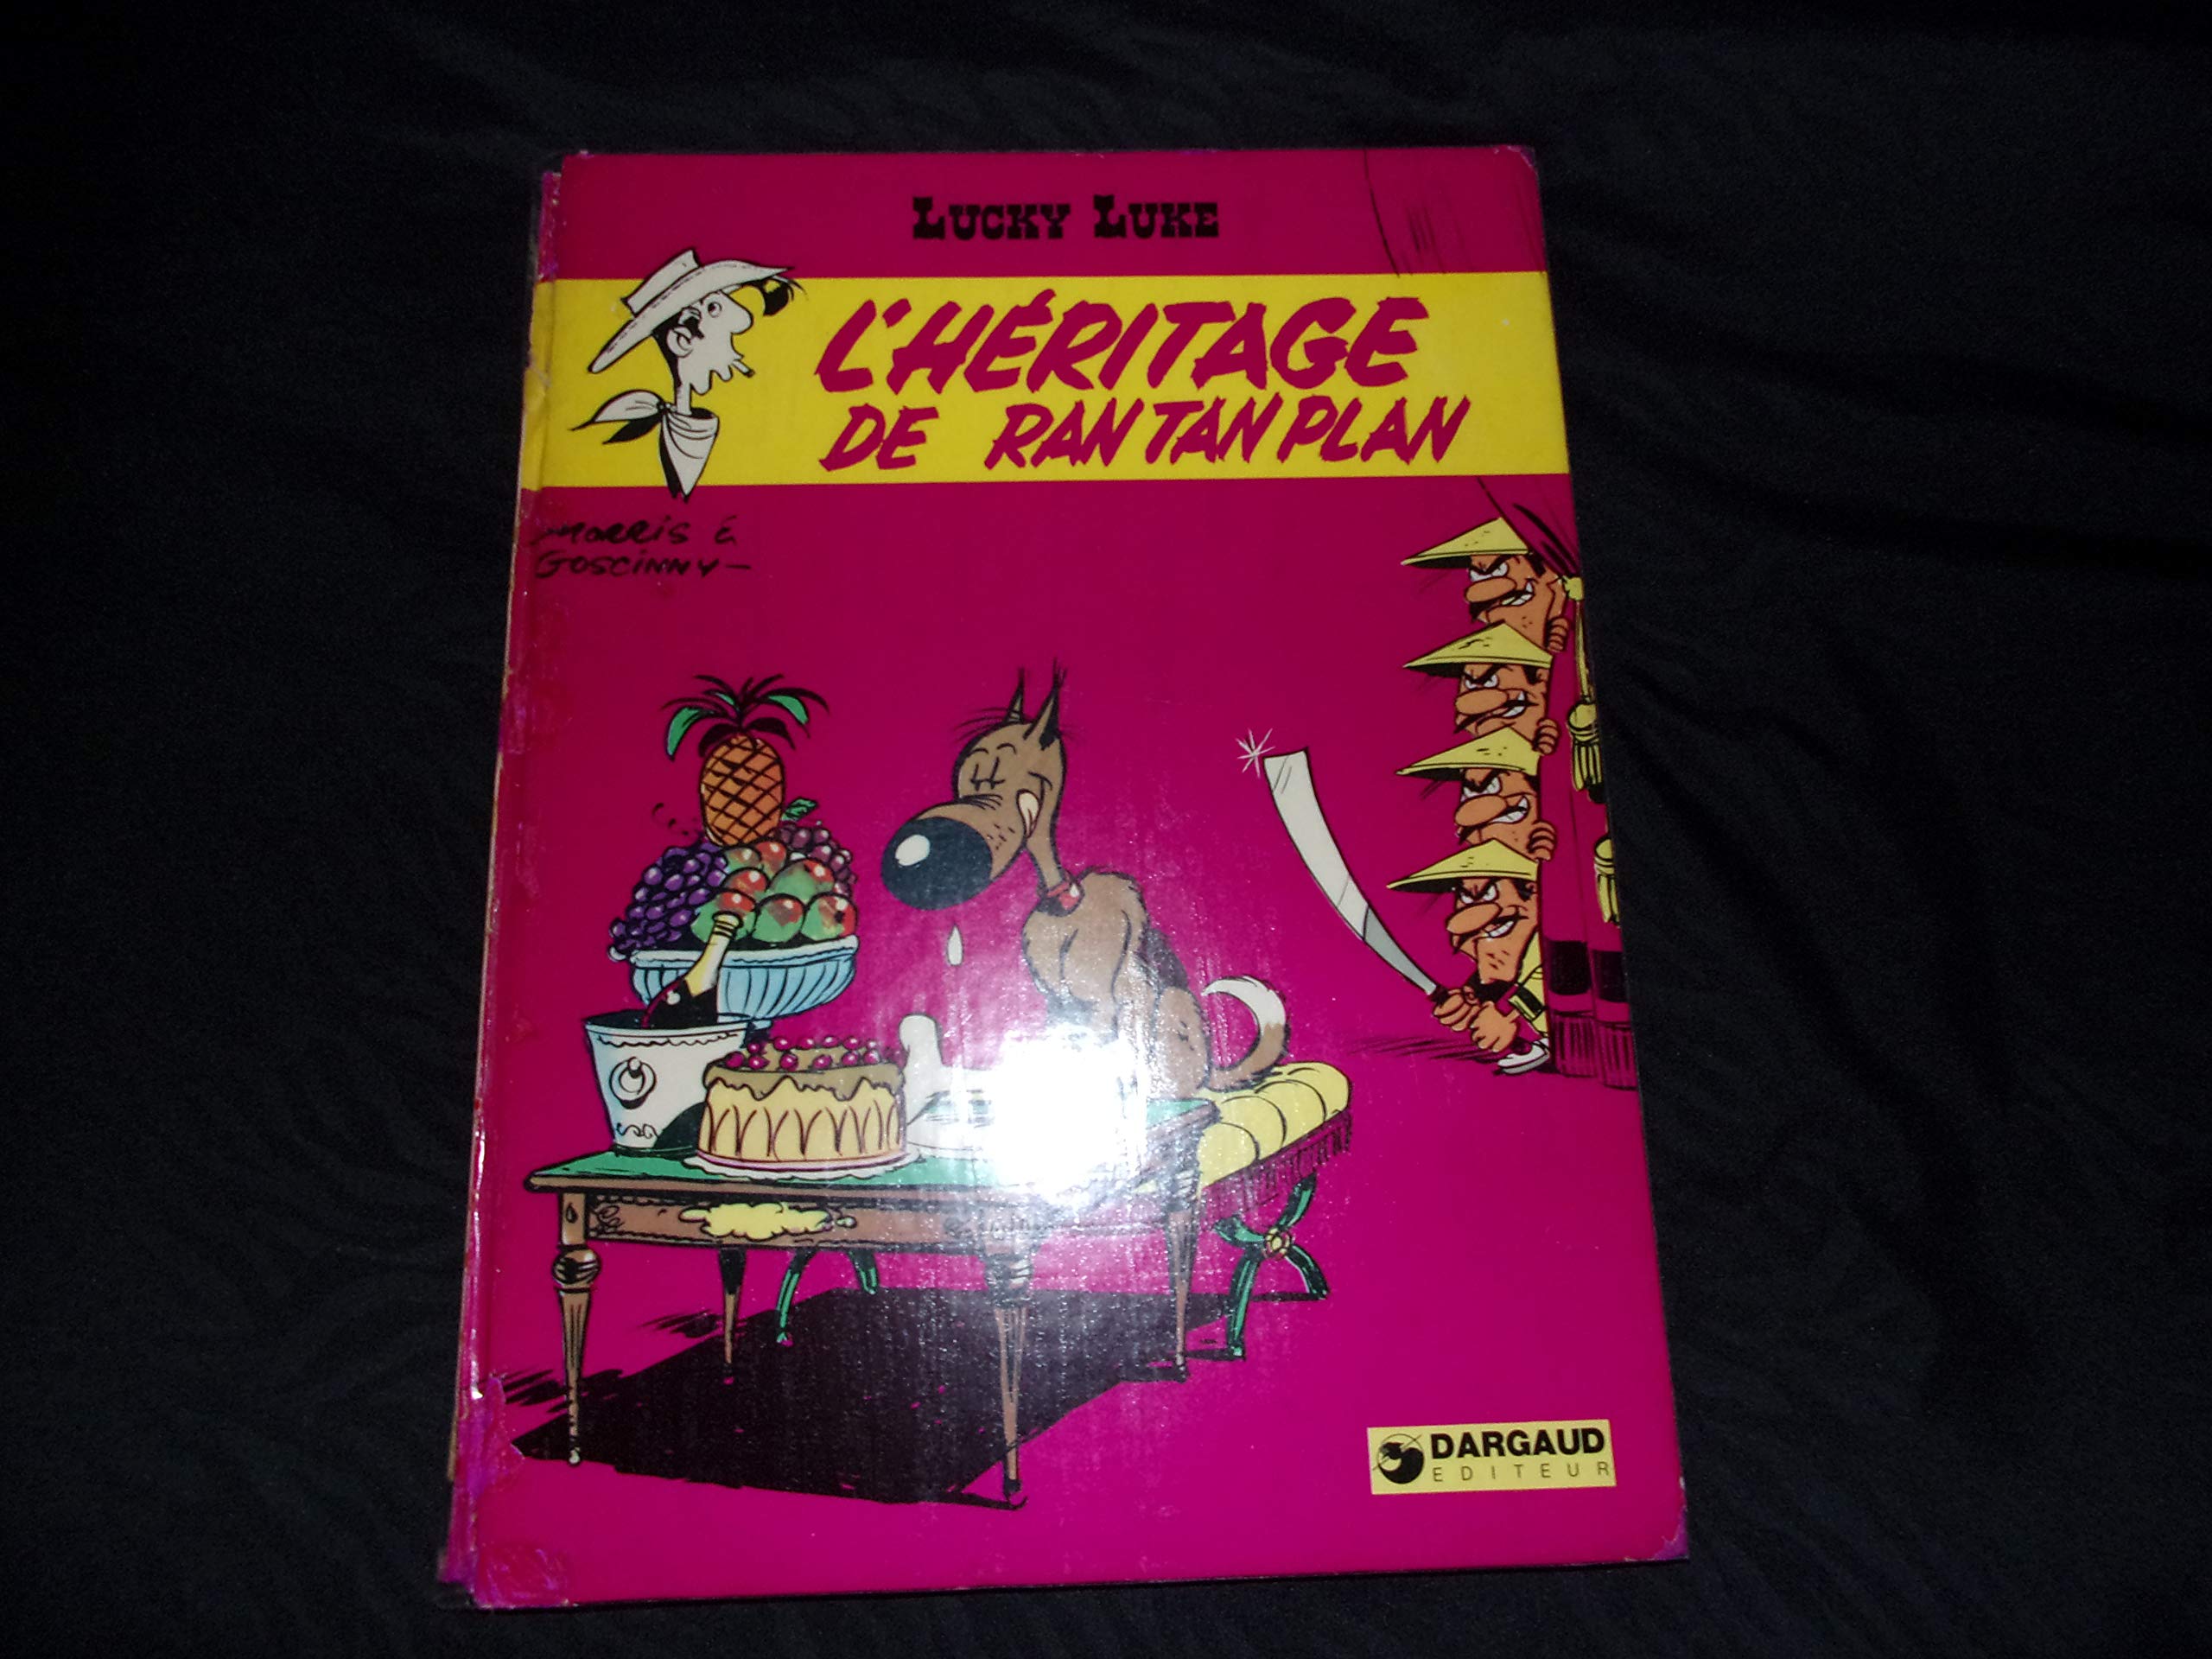 LUCKY LUKE
L'HÉRITAGE
DE RANTANPLAN
MORRIS &
GOSCINNY-
DARGAUD
EDITEUR